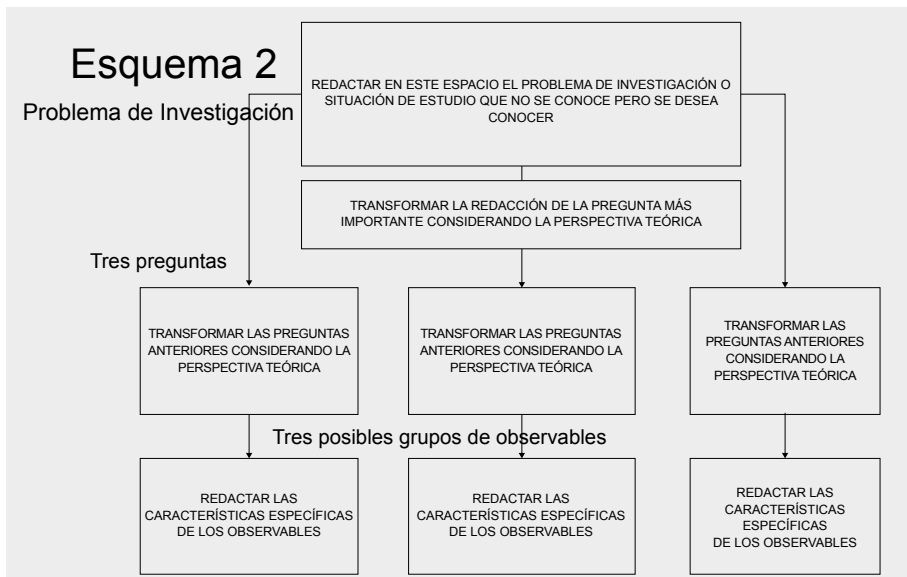 Esquema 2
Problema de Investigación
REDACTAR EN ESTE ESPACIO EL PROBLEMA DE INVESTIGACIÓN O
SITUACIÓN DE ESTUDIO QUE NO SE CONOCE PERO SE DESEA
CONOCER
TRANSFORMAR LA REDACCIÓN DE LA PREGUNTA MÁS
IMPORTANTE CONSIDERANDO LA PERSPECTIVA TEÓRICA
Tres preguntas
TRANSFORMAR LAS PREGUNTAS
ANTERIORES CONSIDERANDO LA
PERSPECTIVA TEÓRICA
TRANSFORMAR LAS PREGUNTAS
ANTERIORES CONSIDERANDO LA
PERSPECTIVA TEÓRICA
TRANSFORMAR LAS
PREGUNTAS ANTERIORES
CONSIDERANDO LA
PERSPECTIVA TEÓRICA
Tres posibles grupos de observables
REDACTAR LAS
CARACTERÍSTICAS ESPECÍFICAS
DE LOS OBSERVABLES
REDACTAR LAS
CARACTERÍSTICAS ESPECÍFICAS
DE LOS OBSERVABLES
REDACTAR LAS
CARACTERÍSTICAS
ESPECÍFICAS
DE LOS OBSERVABLES